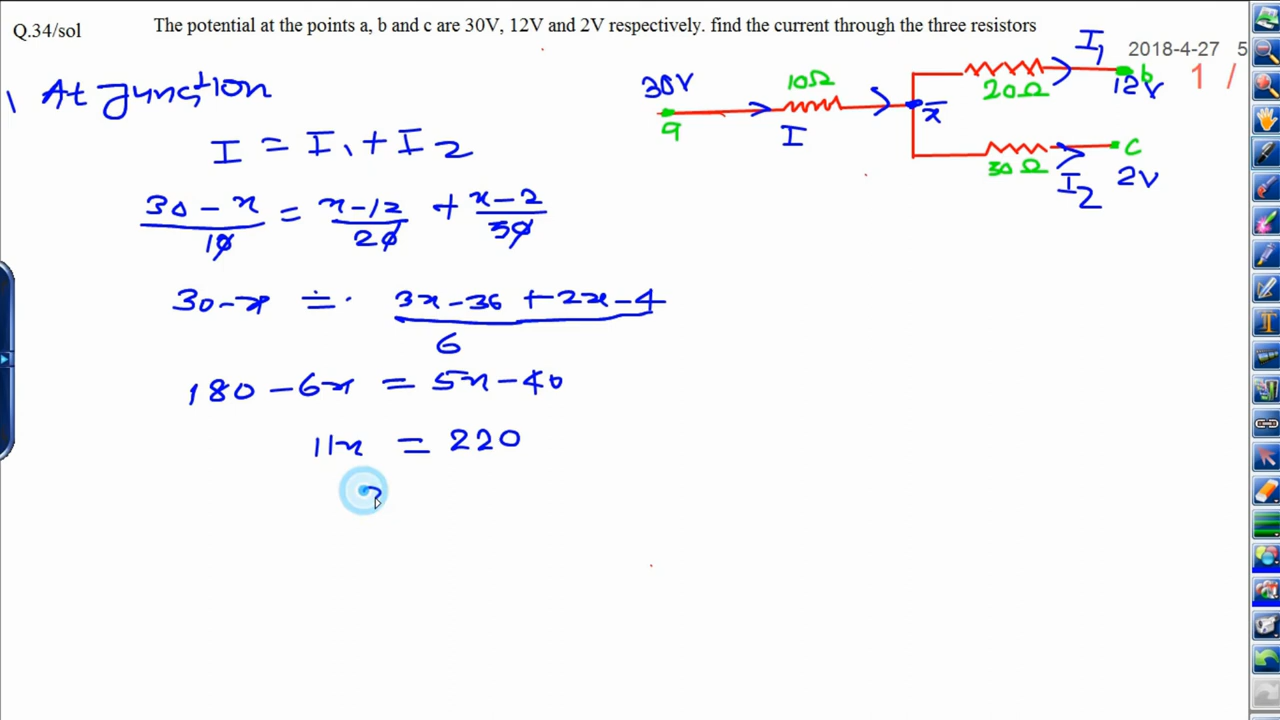 Q.34/sol
The potential at the points a, b and c are 30V, 12V and 2V respectively. find the current through the three resistors
2018-4-27 5
1 /
At Junction
I = I1 + I2
30 - x / 10 = x - 12 / 20 + x - 2 / 30
30 - x = 3x - 36 + 2x - 4 / 6
180 - 6x = 5x - 40
11x = 220
30V
a
10Ω
I
x
I1
20Ω
b
12V
30Ω
I2
c
2V